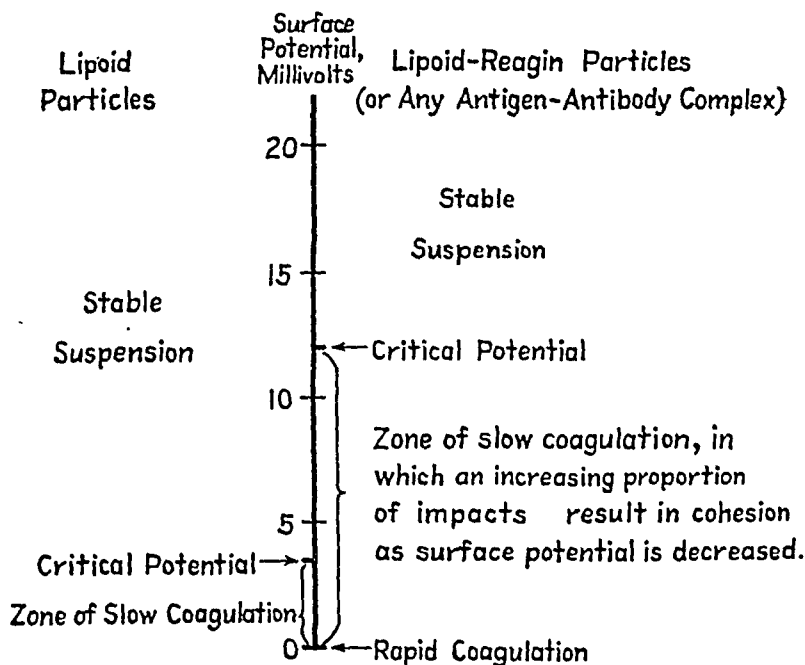 Surface
Potential,
Millivolts
Lipoid
Particles
Lipoid-Reagin Particles
(or Any Antigen-Antibody Complex)
20
Stable
Suspension
15
Stable
Suspension
Critical Potential
10
Zone of slow coagulation, in
which an increasing proportion
of impacts result in cohesion
as surface potential is decreased.
5
Critical Potential
Zone of Slow Coagulation
0
Rapid Coagulation